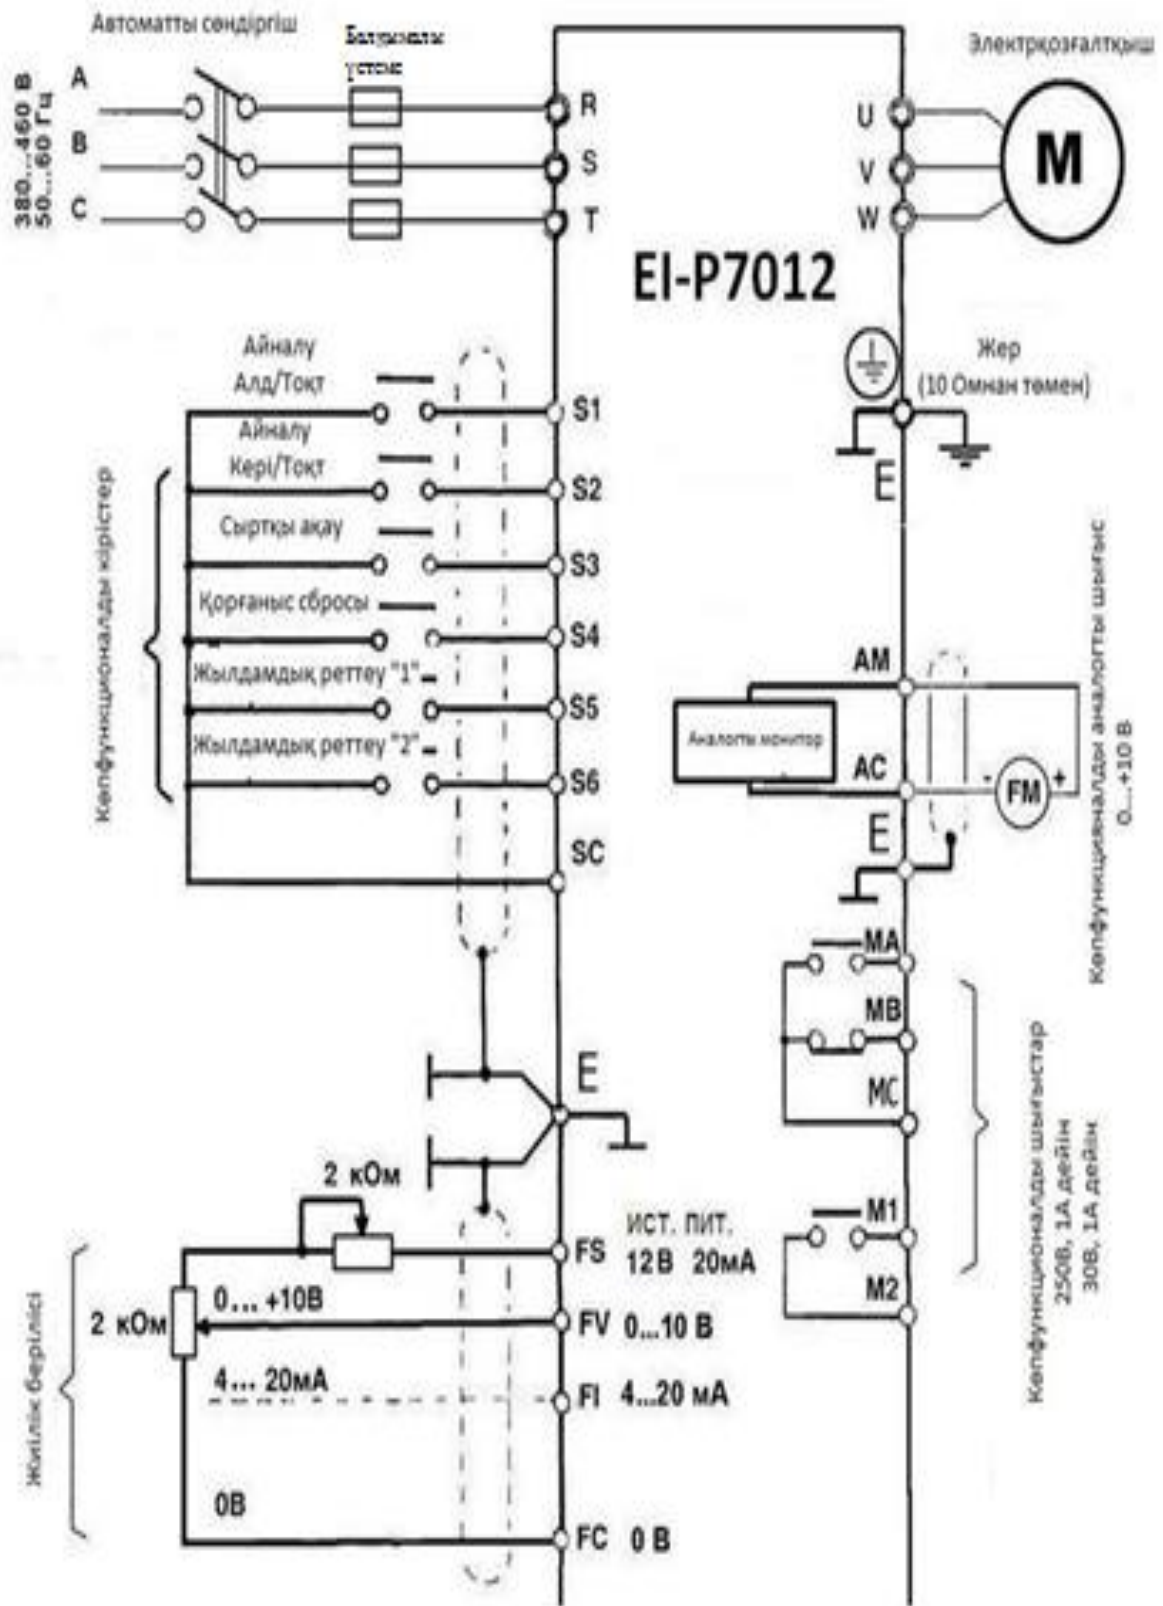 Автоматты сөндіргіш
Балқымалы
үстеме
Электрқозғалтқыш
380...460 В
50...60 Гц
A
B
C
R
S
T
U
V
W
M
EI-P7012
Жер
(10 Омнан төмен)
E
Көпфункционалды кірістер
Айналу
Алд/Тоқт
S1
Айналу
Кері/Тоқт
S2
Сыртқы ақау
S3
Қорғаныс сбросы
S4
Жылдамдық реттеу "1"
S5
Жылдамдық реттеу "2"
S6
SC
AM
Аналогты монитор
AC
- FM +
E
Көпфункцияналды аналогты шығыс
0...+10 В
MA
MB
MC
M1
M2
Көпфункционалды шығыстар
250В, 1А дейін
30В, 1А дейін
E
2 кОм
FS
ИСТ. ПИТ.
12В 20мА
Жиілік берілісі
2 кОм
0... +10В
FV 0...10 В
4... 20мА
FI 4...20 мА
0В
FC 0 В